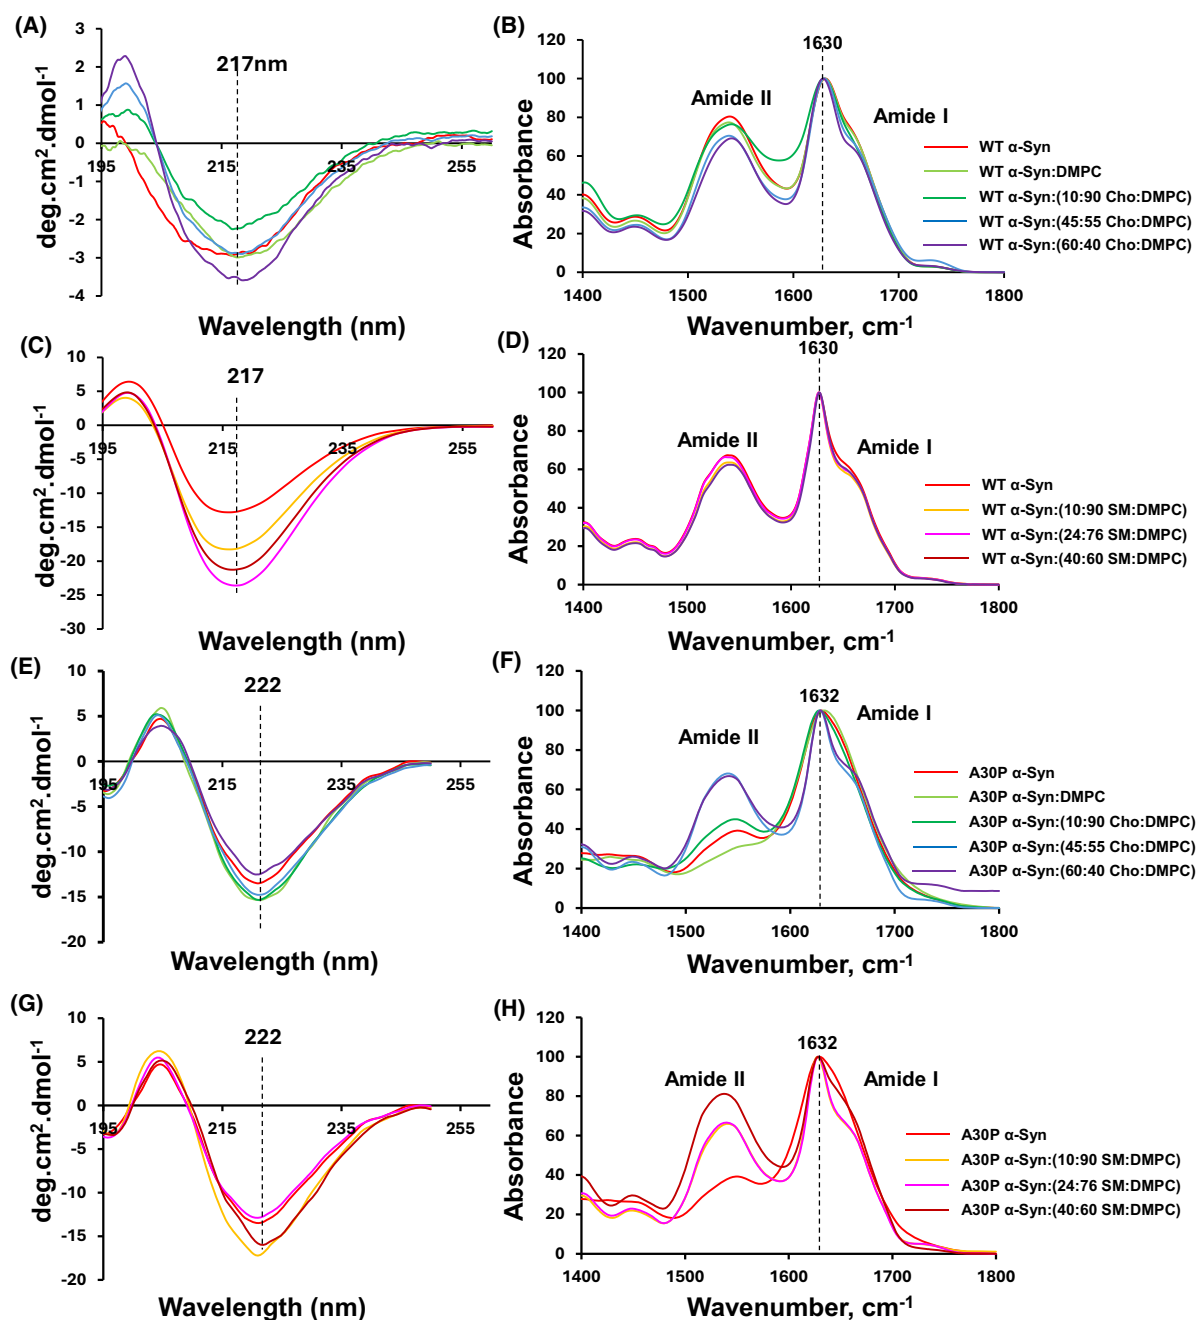 (A)
217nm
3
2
1
0
-1
-2
-3
-4
195
215
235
255
deg.cm2.dmol-1
Wavelength (nm)
(B)
1630
Amide II
Amide I
120
100
80
60
40
20
0
1400
1500
1600
1700
1800
Absorbance
Wavenumber, cm-1
WT α-Syn
WT α-Syn:DMPC
WT α-Syn:(10:90 Cho:DMPC)
WT α-Syn:(45:55 Cho:DMPC)
WT α-Syn:(60:40 Cho:DMPC)
(C)
217
10
5
0
-5
-10
-15
-20
-25
-30
195
215
235
255
deg.cm2.dmol-1
Wavelength (nm)
(D)
1630
Amide II
Amide I
120
100
80
60
40
20
0
1400
1500
1600
1700
1800
Absorbance
Wavenumber, cm-1
WT α-Syn
WT α-Syn:(10:90 SM:DMPC)
WT α-Syn:(24:76 SM:DMPC)
WT α-Syn:(40:60 SM:DMPC)
(E)
222
10
5
0
-5
-10
-15
-20
195
215
235
255
deg.cm2.dmol-1
Wavelength (nm)
(F)
1632
Amide II
Amide I
120
100
80
60
40
20
0
1400
1500
1600
1700
1800
Absorbance
Wavenumber, cm-1
A30P α-Syn
A30P α-Syn:DMPC
A30P α-Syn:(10:90 Cho:DMPC)
A30P α-Syn:(45:55 Cho:DMPC)
A30P α-Syn:(60:40 Cho:DMPC)
(G)
222
10
5
0
-5
-10
-15
-20
195
215
235
255
deg.cm2.dmol-1
Wavelength (nm)
(H)
1632
Amide II
Amide I
120
100
80
60
40
20
0
1400
1500
1600
1700
1800
Absorbance
Wavenumber, cm-1
A30P α-Syn
A30P α-Syn:(10:90 SM:DMPC)
A30P α-Syn:(24:76 SM:DMPC)
A30P α-Syn:(40:60 SM:DMPC)